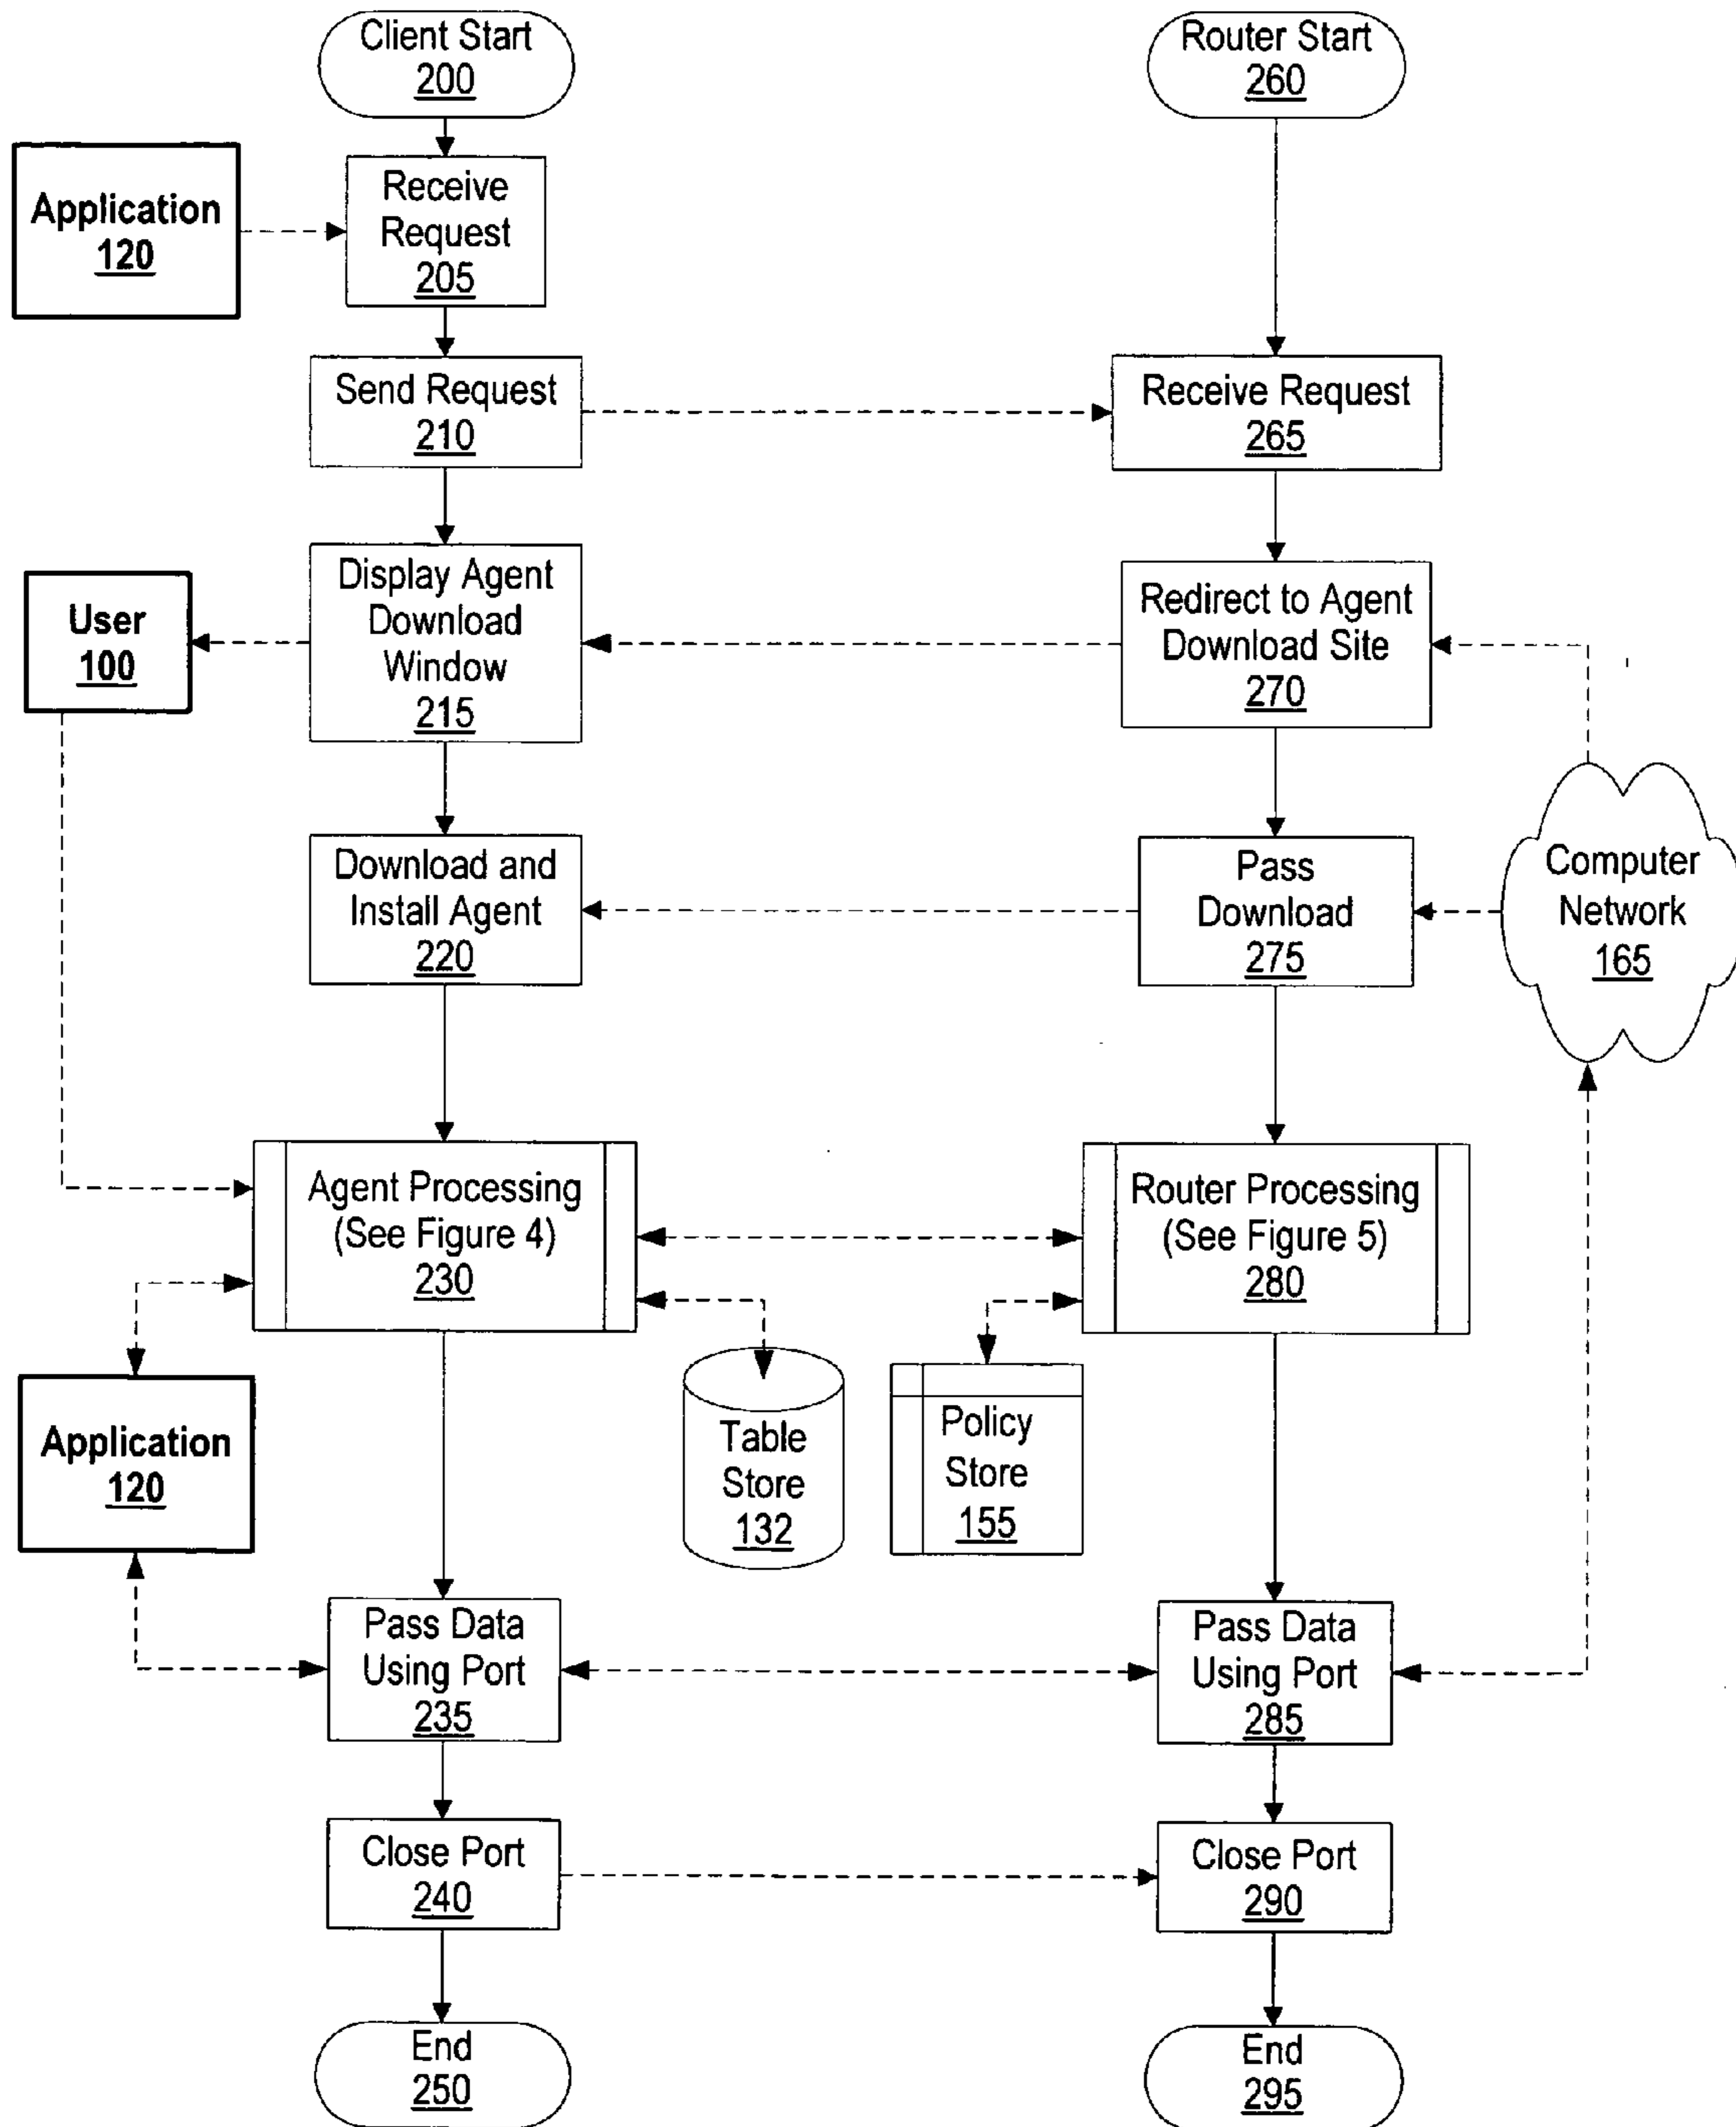 Client Start
200
Router Start
260
Application
120
Receive
Request
205
Send Request
210
Receive Request
265
User
100
Display Agent
Download
Window
215
Redirect to Agent
Download Site
270
Download and
Install Agent
220
Pass
Download
275
Computer
Network
165
Agent Processing
(See Figure 4)
230
Router Processing
(See Figure 5)
280
Application
120
Table
Store
132
Policy
Store
155
Pass Data
Using Port
235
Pass Data
Using Port
285
Close Port
240
Close Port
290
End
250
End
295